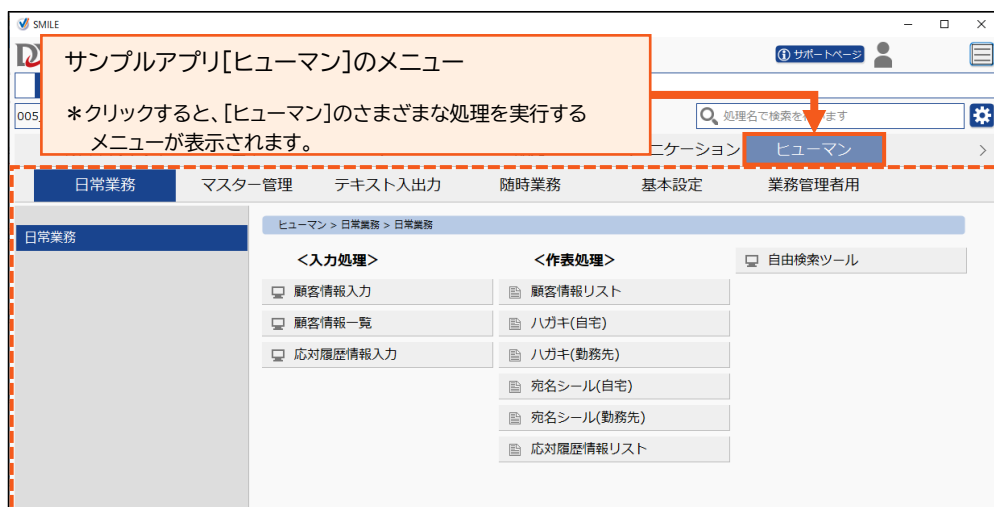 SMILE
サンプルアプリ[ヒューマン]のメニュー
＊クリックすると、[ヒューマン]のさまざまな処理を実行する
メニューが表示されます。
サポートページ
005
処理名で検索を
ます
ニケーション
ヒューマン
日常業務 マスター管理 テキスト入出力 随時業務 基本設定 業務管理者用
日常業務
ヒューマン > 日常業務 > 日常業務
<入力処理> <作表処理> 自由検索ツール
顧客情報入力 顧客情報リスト
顧客情報一覧 ハガキ(自宅)
応対履歴情報入力 ハガキ(勤務先)
宛名シール(自宅)
宛名シール(勤務先)
応対履歴情報リスト